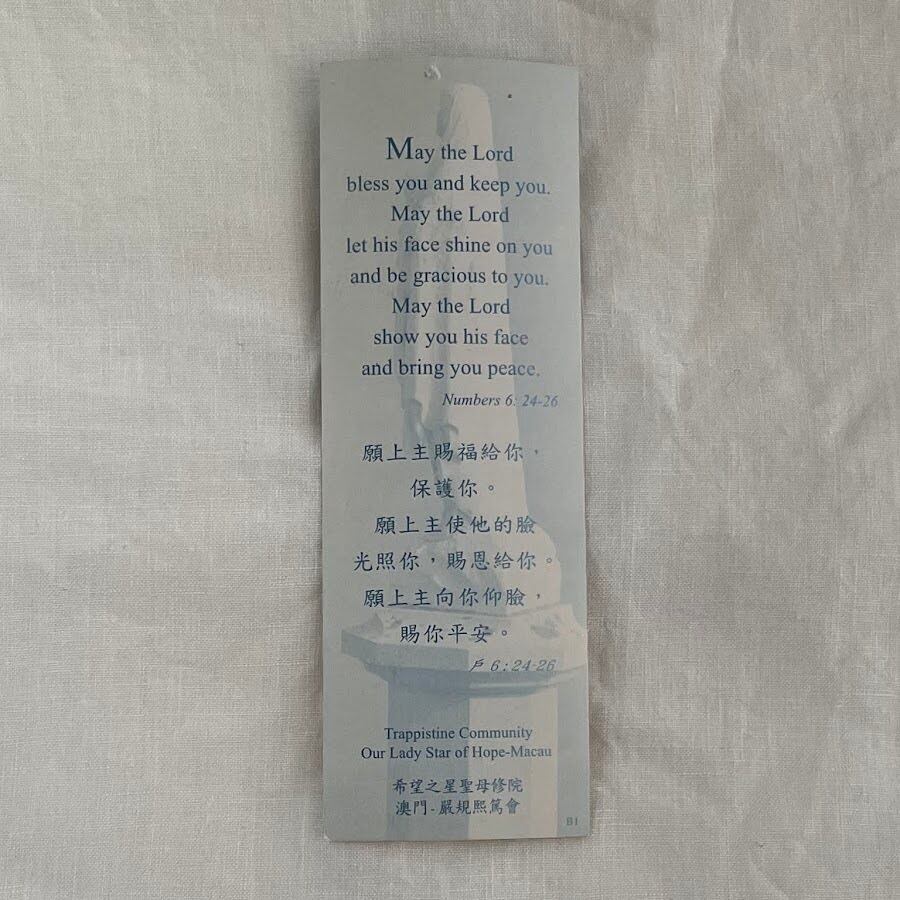 May the Lord
bless you and keep you.
May the Lord
let his face shine on you
and be gracious to you.
May the Lord
show you his face
and bring you peace.
Numbers 6: 24-26
願上主賜福給你，
保護你。
願上主使他的臉
光照你，賜恩給你。
願上主向你仰臉，
賜你平安。
戶 6 : 24-26
Trappistine Community
Our Lady Star of Hope-Macau
希望之星聖母修院
澳門 - 嚴規熙篤會
B1